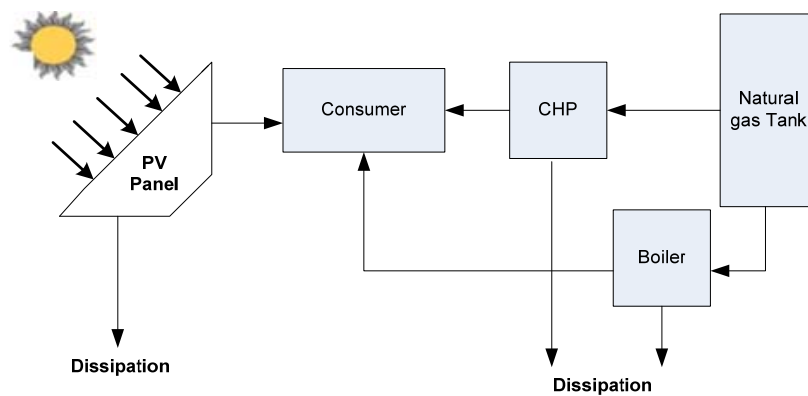 Consumer
CHP
Natural
gas Tank
PV
Panel
Boiler
Dissipation
Dissipation